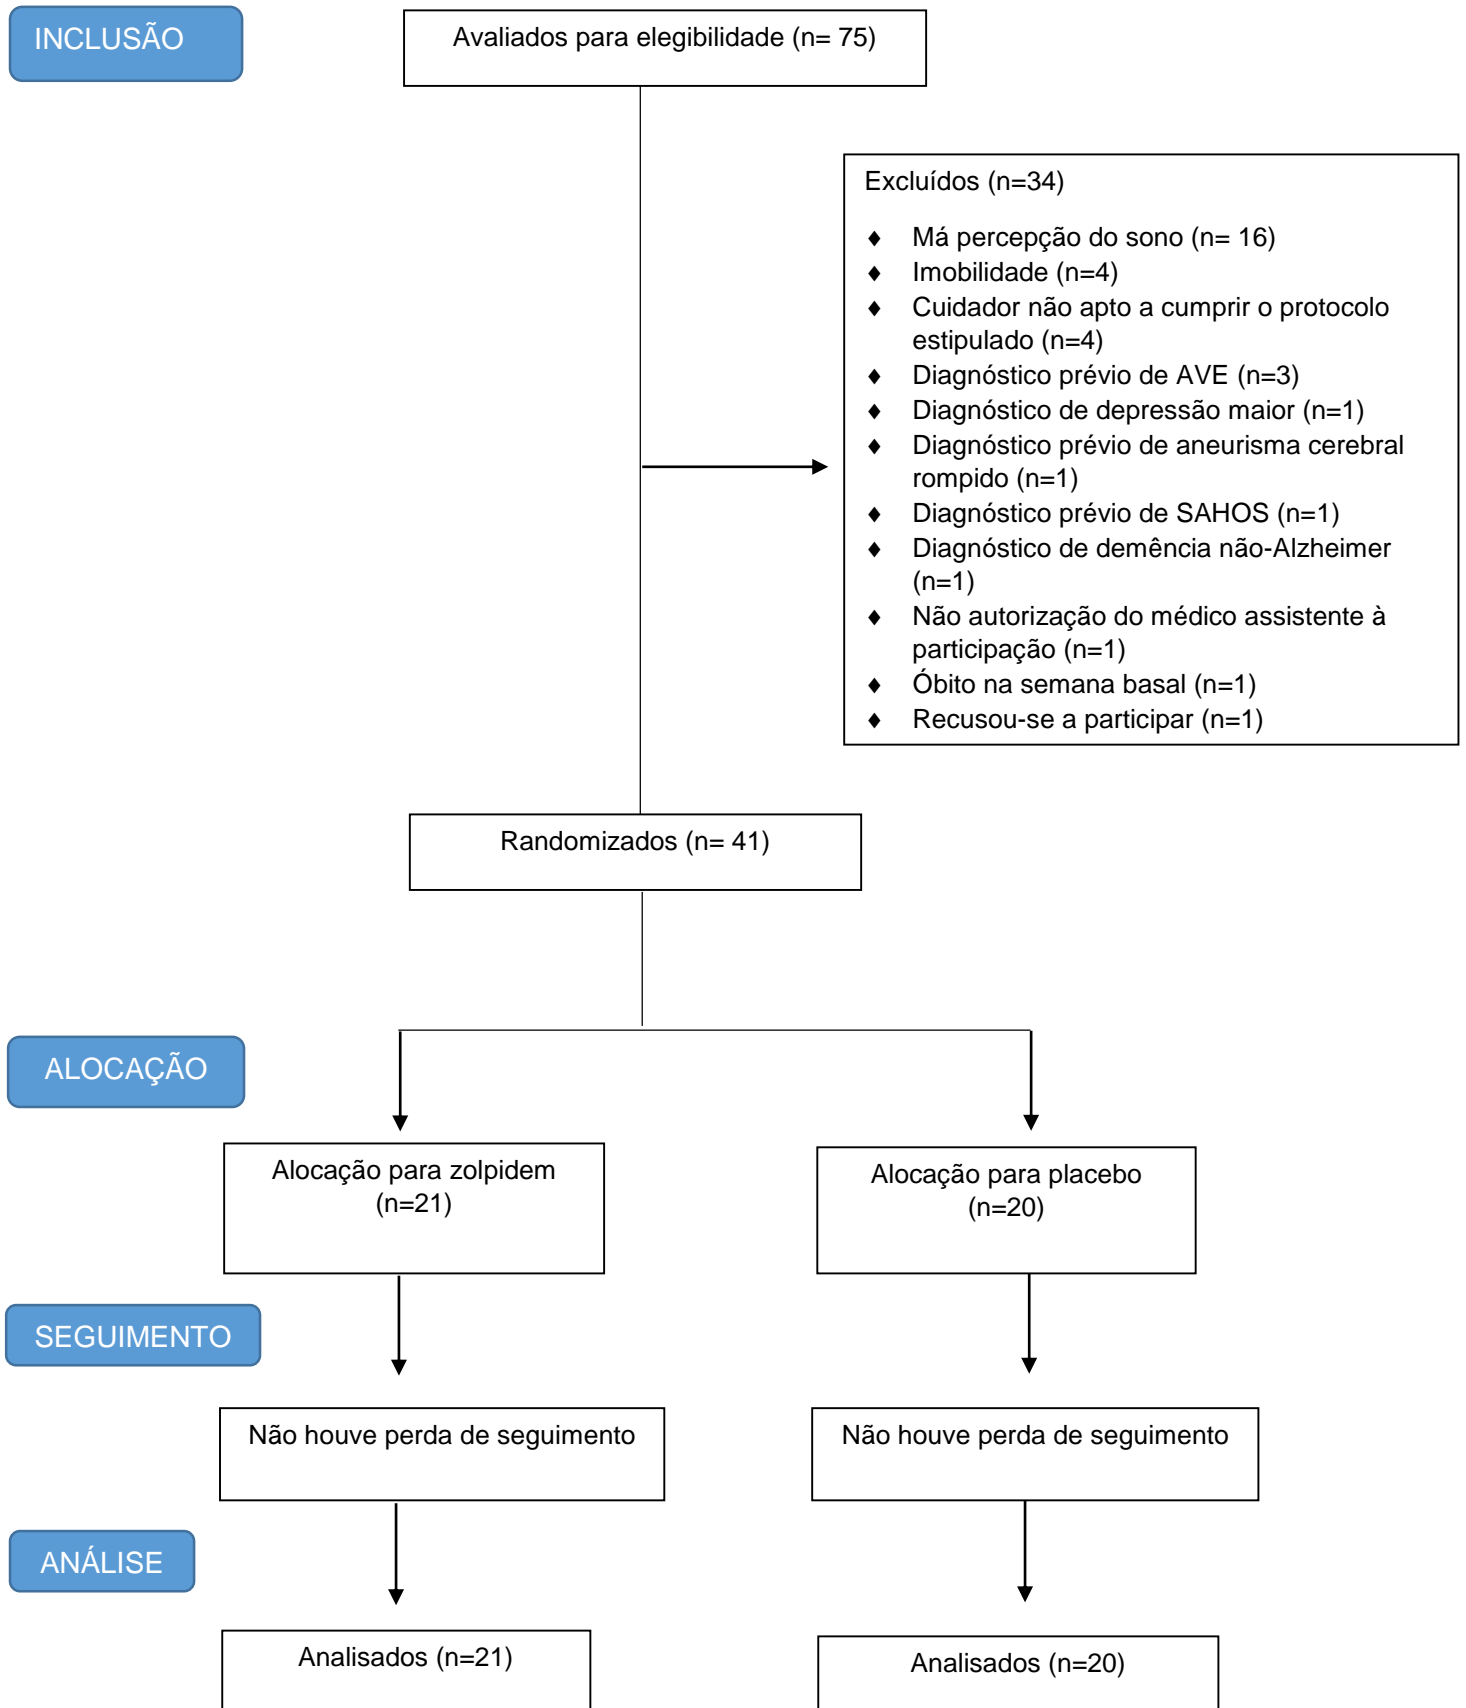 INCLUSÃO
Avaliados para elegibilidade (n= 75)
Excluídos (n=34)
♦ Má percepção do sono (n= 16)
♦ Imobilidade (n=4)
♦ Cuidador não apto a cumprir o protocolo
estipulado (n=4)
♦ Diagnóstico prévio de AVE (n=3)
♦ Diagnóstico de depressão maior (n=1)
♦ Diagnóstico prévio de aneurisma cerebral
rompido (n=1)
♦ Diagnóstico prévio de SAHOS (n=1)
♦ Diagnóstico de demência não-Alzheimer
(n=1)
♦ Não autorização do médico assistente à
participação (n=1)
♦ Óbito na semana basal (n=1)
♦ Recusou-se a participar (n=1)
Randomizados (n= 41)
ALOCAÇÃO
Alocação para zolpidem
(n=21)
Alocação para placebo
(n=20)
SEGUIMENTO
Não houve perda de seguimento
Não houve perda de seguimento
ANÁLISE
Analisados (n=21)
Analisados (n=20)